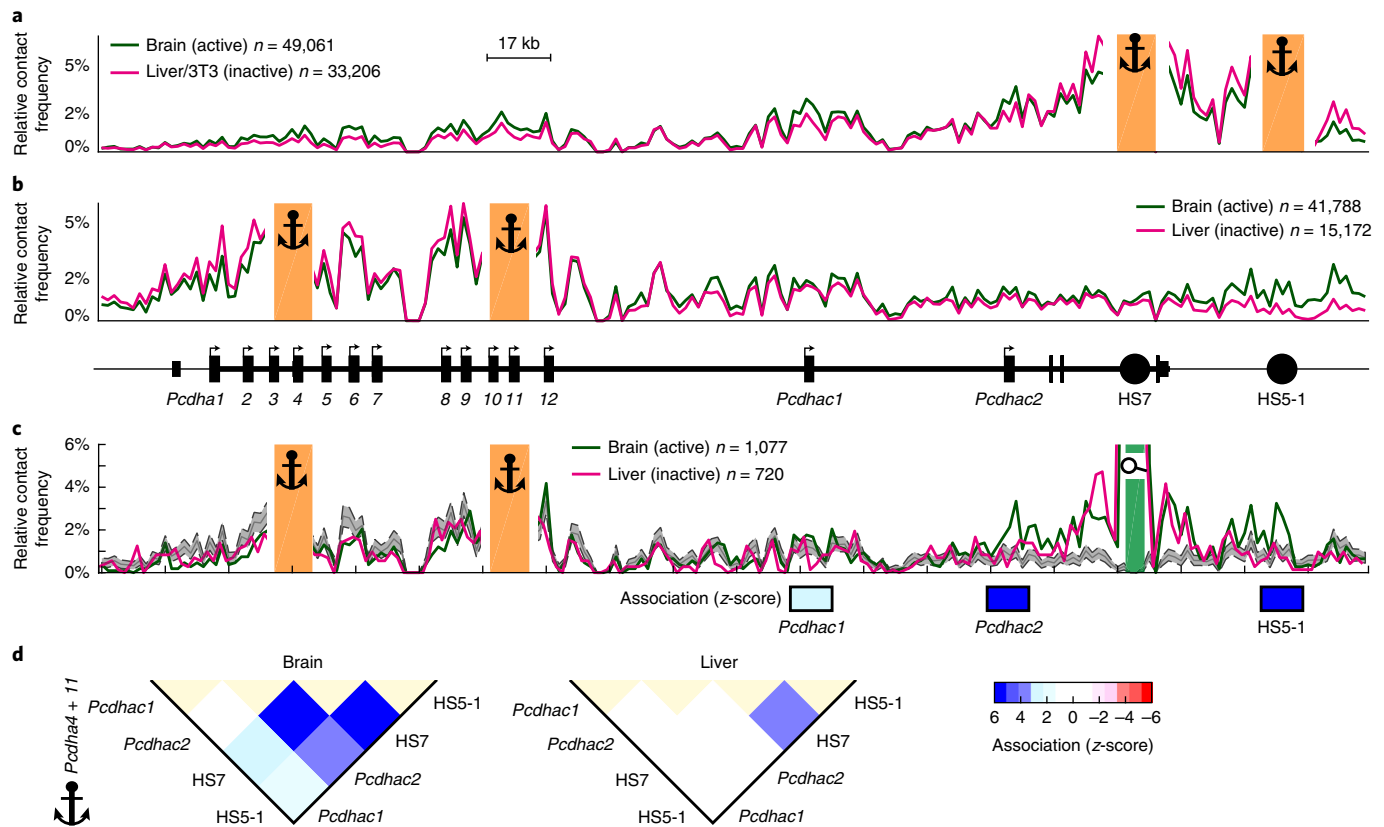 a
Relative contact
frequency
5%
2%
0%
Brain (active) n = 49,061
Liver/3T3 (inactive) n = 33,206
17 kb
b
Relative contact
frequency
5%
2%
0%
Brain (active) n = 41,788
Liver (inactive) n = 15,172
Pcdha1 2 3 4 5 6 7 8 9 10 11 12 Pcdhac1 Pcdhac2 HS7 HS5-1
c
Relative contact
frequency
6%
4%
2%
0%
Brain (active) n = 1,077
Liver (inactive) n = 720
Association (z-score)
Pcdhac1 Pcdhac2 HS5-1
d
Pcdha4 + 11
Brain
Pcdhac1
Pcdhac2
HS7
HS5-1
HS5-1
HS7
Pcdhac2
Pcdhac1
Liver
Pcdhac1
Pcdhac2
HS7
HS5-1
HS5-1
HS7
Pcdhac2
Pcdhac1
6 4 2 0 –2 –4 –6
Association (z-score)